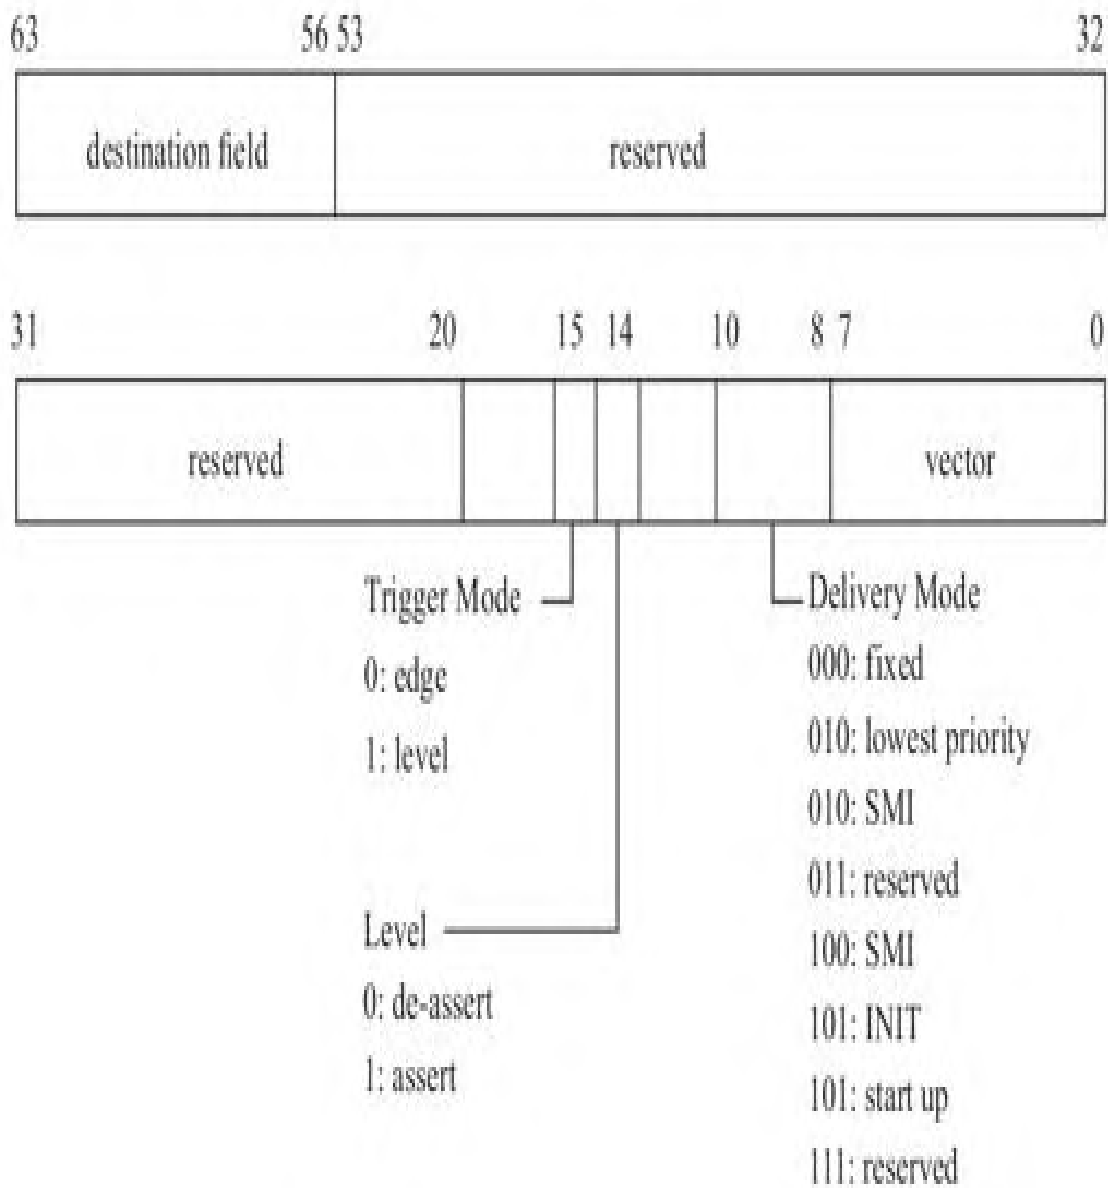 63 56 53 32
destination field reserved
31 20 15 14 10 8 7 0
reserved vector
Trigger Mode
0: edge
1: level
Level
0: de-assert
1: assert
Delivery Mode
000: fixed
010: lowest priority
010: SMI
011: reserved
100: SMI
101: INIT
101: start up
111: reserved